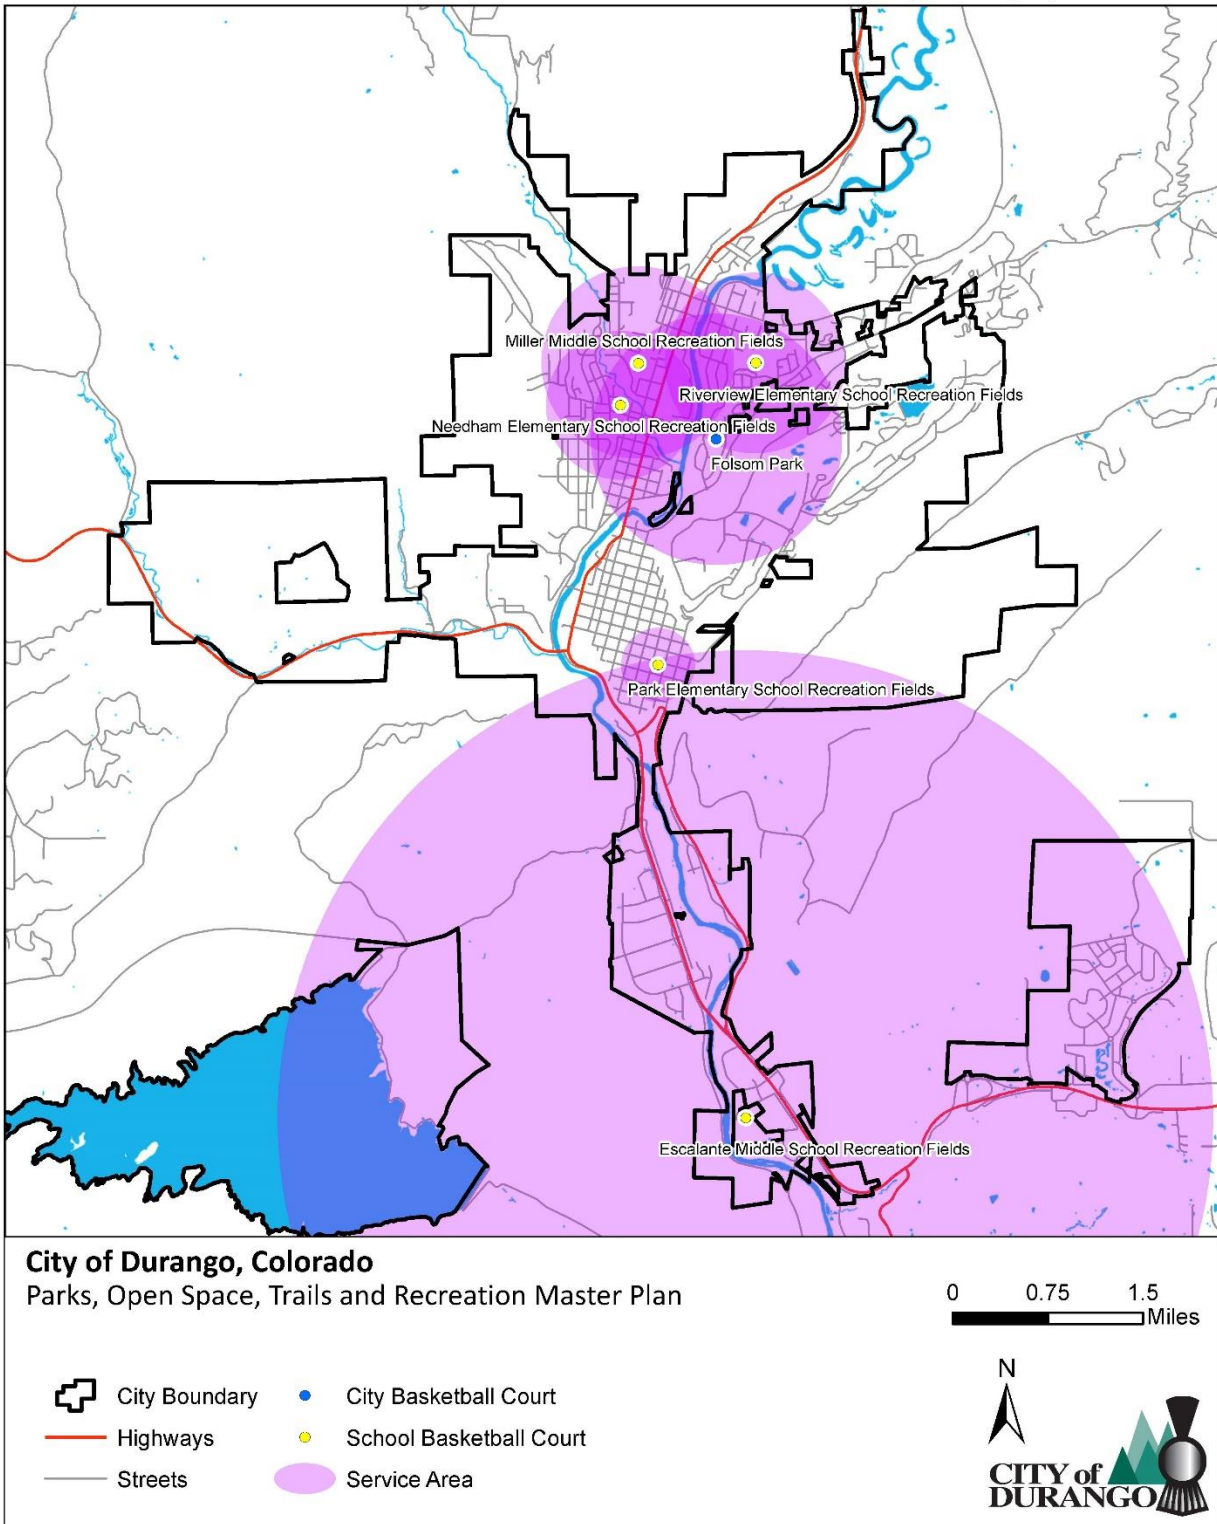 Miller Middle School Recreation Fields
Riverview Elementary School Recreation Fields
Needham Elementary School Recreation Fields
Folsom Park
Park Elementary School Recreation Fields
Escalante Middle School Recreation Fields
City of Durango, Colorado
Parks, Open Space, Trails and Recreation Master Plan
0 0.75 1.5
Miles
City Boundary
City Basketball Court
Highways
School Basketball Court
Streets
Service Area
N
CITY of
DURANGO